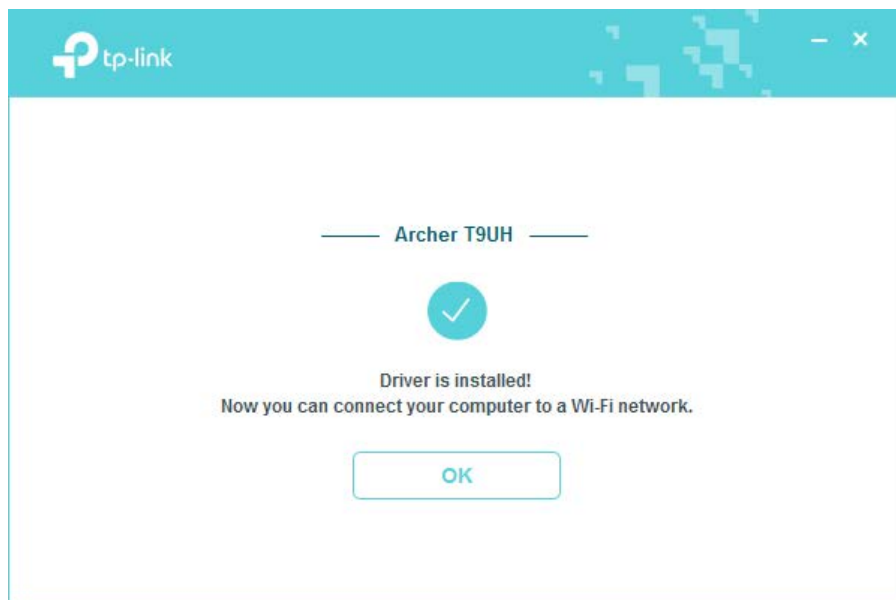 tp-link
Archer T9UH
Driver is installed!
Now you can connect your computer to a Wi-Fi network.
OK